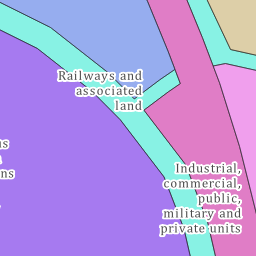 Railways and
associated
land
Industrial,
commercial,
public,
military and
private units